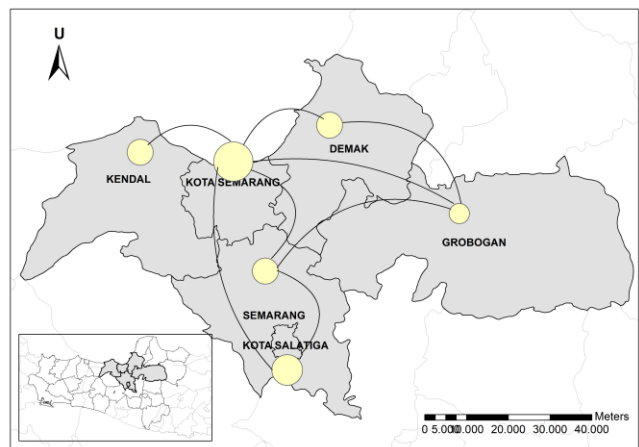 U
DEMAK
KENDAL
KOTA SEMARANG
GROBOGAN
SEMARANG
KOTA SALATIGA
Meters
0 5.000 10.000 20.000 30.000 40.000